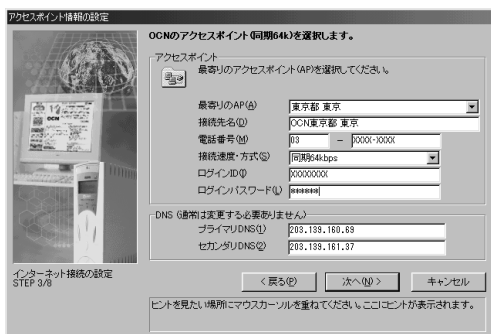 アクセスポイント情報の設定
OCNのアクセスポイント(同期64k)を選択します。
アクセスポイント
最寄りのアクセスポイント(AP)を選択してください。
最寄りのAP(A) 東京都 東京
接続先名(D) OCN東京都 東京
電話番号(M) 03 - XXXX-XXXX
接続速度・方式(S) 同期64kbps
ログインID(I) XXXXXXXX
ログインパスワード(L) ******
DNS (通常は変更する必要ありません)
プライマリDNS(1) 203.139.160.69
セカンダリDNS(2) 203.139.161.37
OCN
インターネット接続の設定
STEP 3/8
< 戻る(P) 次へ(N) > キャンセル
ヒントを見たい場所にマウスカーソルを重ねてください。ここにヒントが表示されます。